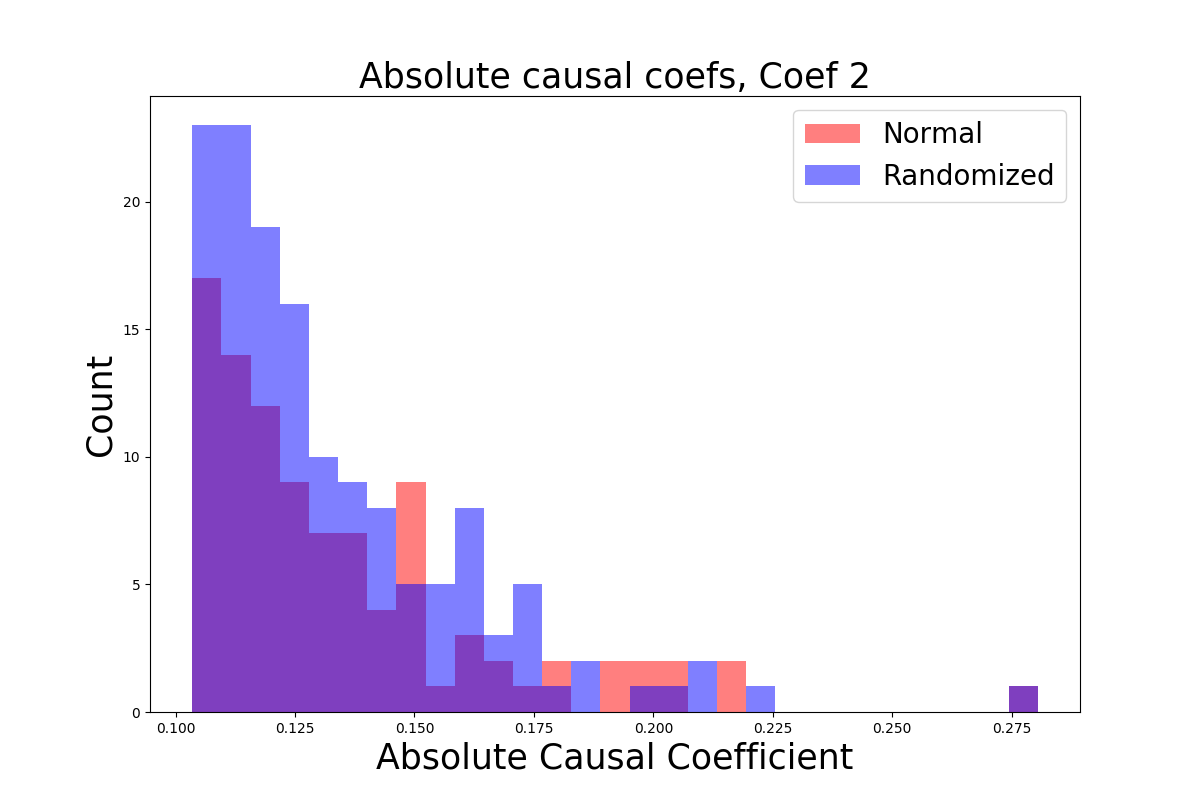 Absolute causal coefs, Coef 2
Normal
Randomized
Count
20
15
10
5
0
0.100 0.125 0.150 0.175 0.200 0.225 0.250 0.275
Absolute Causal Coefficient